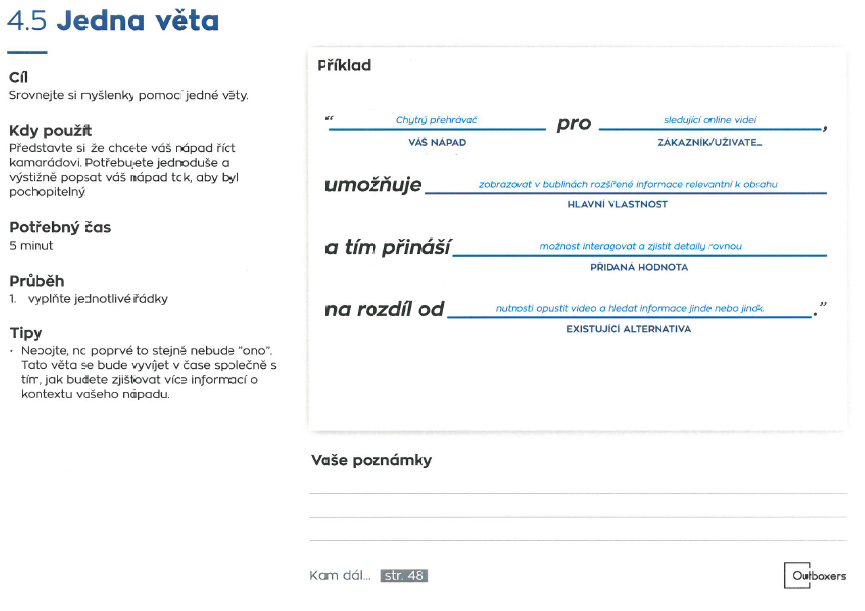 4.5 Jedna věta
Cíl
Srovnejte si myšlenky pomocí jedné věty.
Kdy použít
Představte si, že chcete váš nápad říct
kamarádovi. Potřebujete jednoduše a
výstižně popsat váš nápad tak, aby byl
pochopitelný
Potřebný čas
5 minut
Průběh
1. vyplňte jednotlivé řádky
Tipy
· Nebojte, na poprvé to stejně nebude "ono".
Tato věta se bude vyvíjet v čase společně s
tím, jak budete zjišťovat více informací o
kontextu vašeho nápadu.
Příklad
“ Chytrý přehrávač pro sledující online videí ,
VÁŠ NÁPAD ZÁKAZNÍK/UŽIVATE_
umožňuje zobrazovat v bublinách rozšířené informace relevantní k obsahu
HLAVNÍ VLASTNOST
a tím přináší možnost interagovat a zjistit detaily rovnou
PŘIDANÁ HODNOTA
na rozdíl od nutnosti opustit video a hledat informace jinde nebo jindy. .”
EXISTUJÍCÍ ALTERNATIVA
Vaše poznámky
Kam dál... str. 48
Outboxers